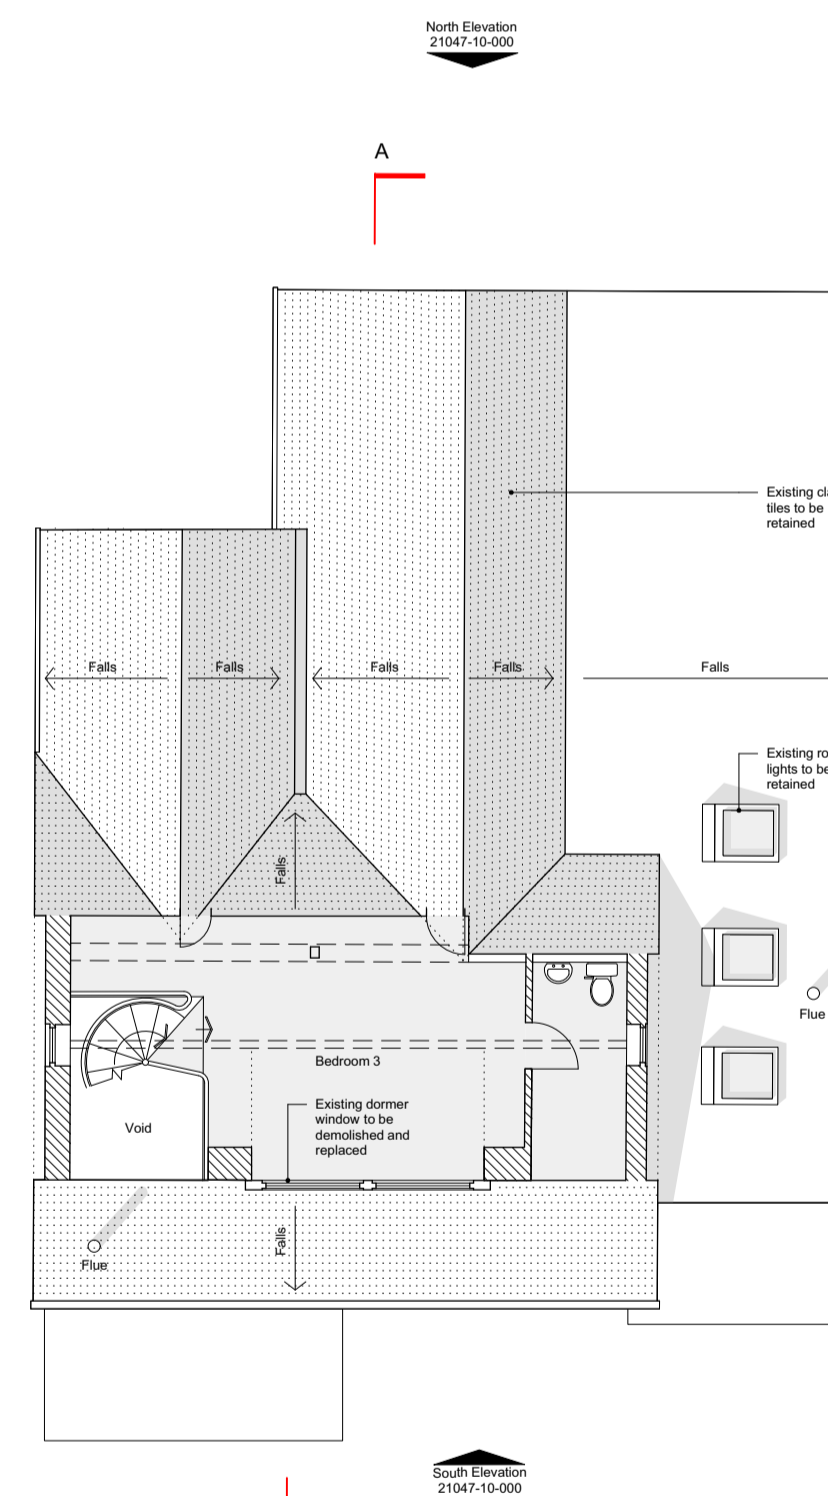 North Elevation
21047-10-000
A
Existing
tiles to be
retained
Falls
Falls
Falls
Falls
Falls
Existing
lights to be
retained
Falls
Flue
Bedroom 3
Existing dormer
window to be
demolished and
replaced
Void
Falls
Flue
South Elevation
21047-10-000